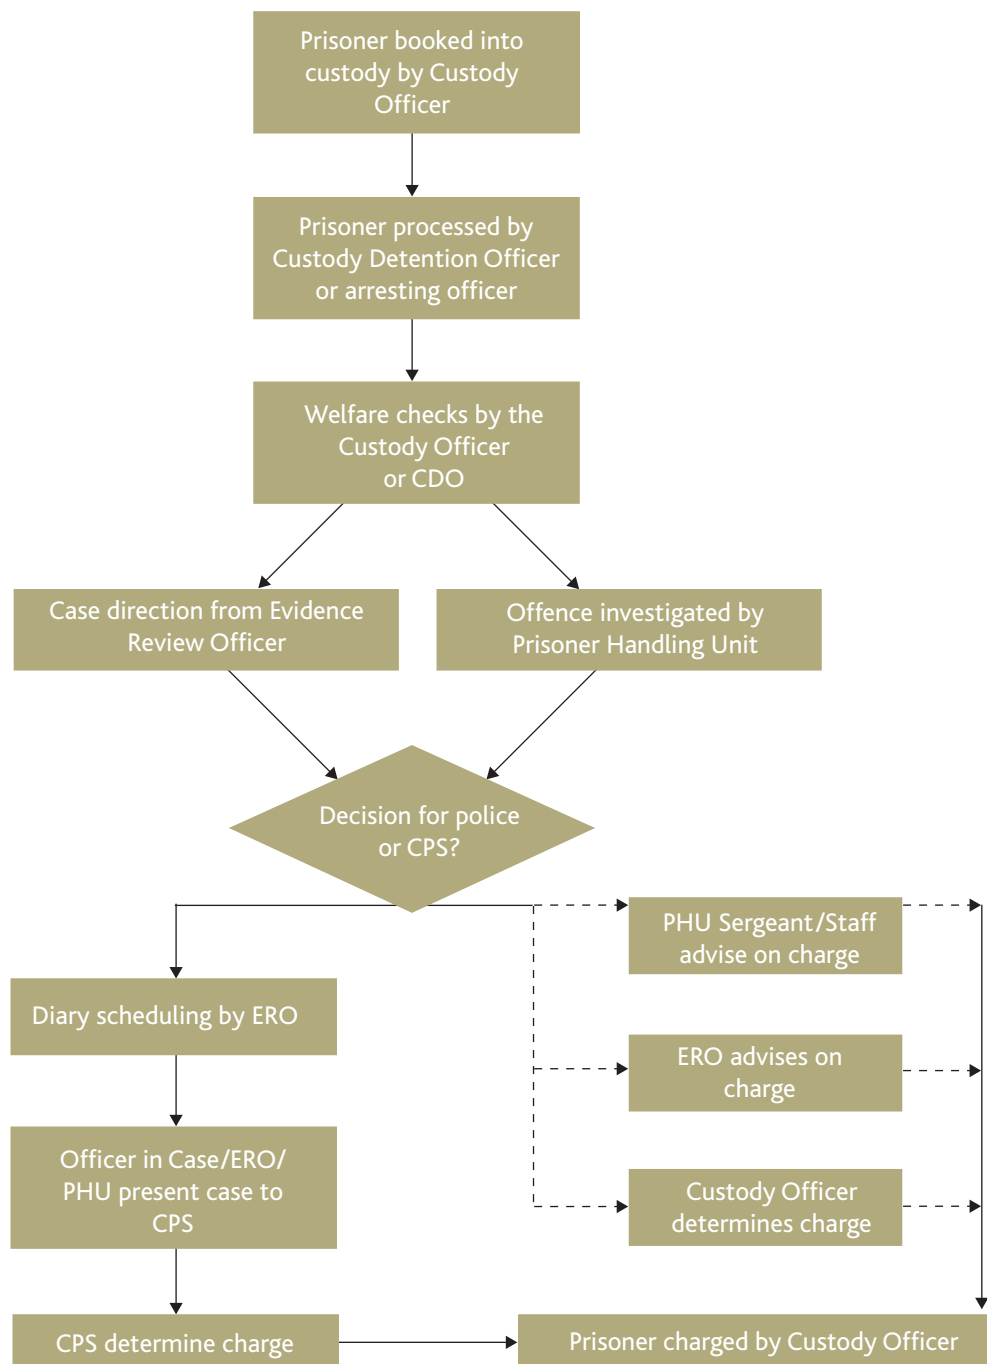 Prisoner booked into
custody by Custody
Officer
Prisoner processed by
Custody Detention Officer
or arresting officer
Welfare checks by the
Custody Officer
or CDO
Case direction from Evidence
Review Officer
Offence investigated by
Prisoner Handling Unit
Decision for police
or CPS?
PHU Sergeant/Staff
advise on charge
Diary scheduling by ERO
ERO advises on
charge
Officer in Case/ERO/
PHU present case to
CPS
Custody Officer
determines charge
CPS determine charge
Prisoner charged by Custody Officer